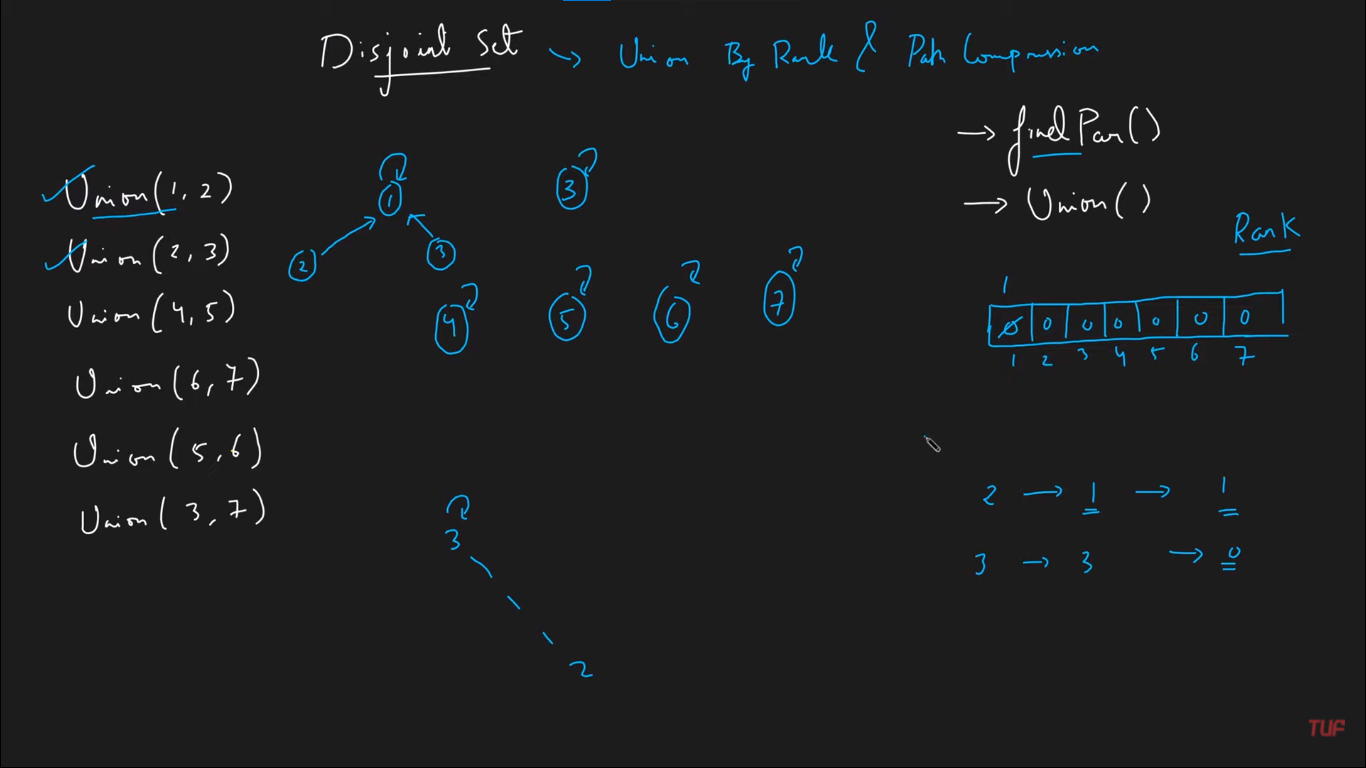 Disjoint Set → Union By Rank & Path Compression
→ findPar()
→ Union()
Union(1, 2)
Union(2, 3)
Union(4, 5)
Union(6, 7)
Union(5, 6)
Union(3, 7)
1
2
3
3
4
5
6
7
Rank
1
0 0 0 0 0 0 0
1 2 3 4 5 6 7
2 → 1 → 1
3 → 3 → 0
3
2
TUF